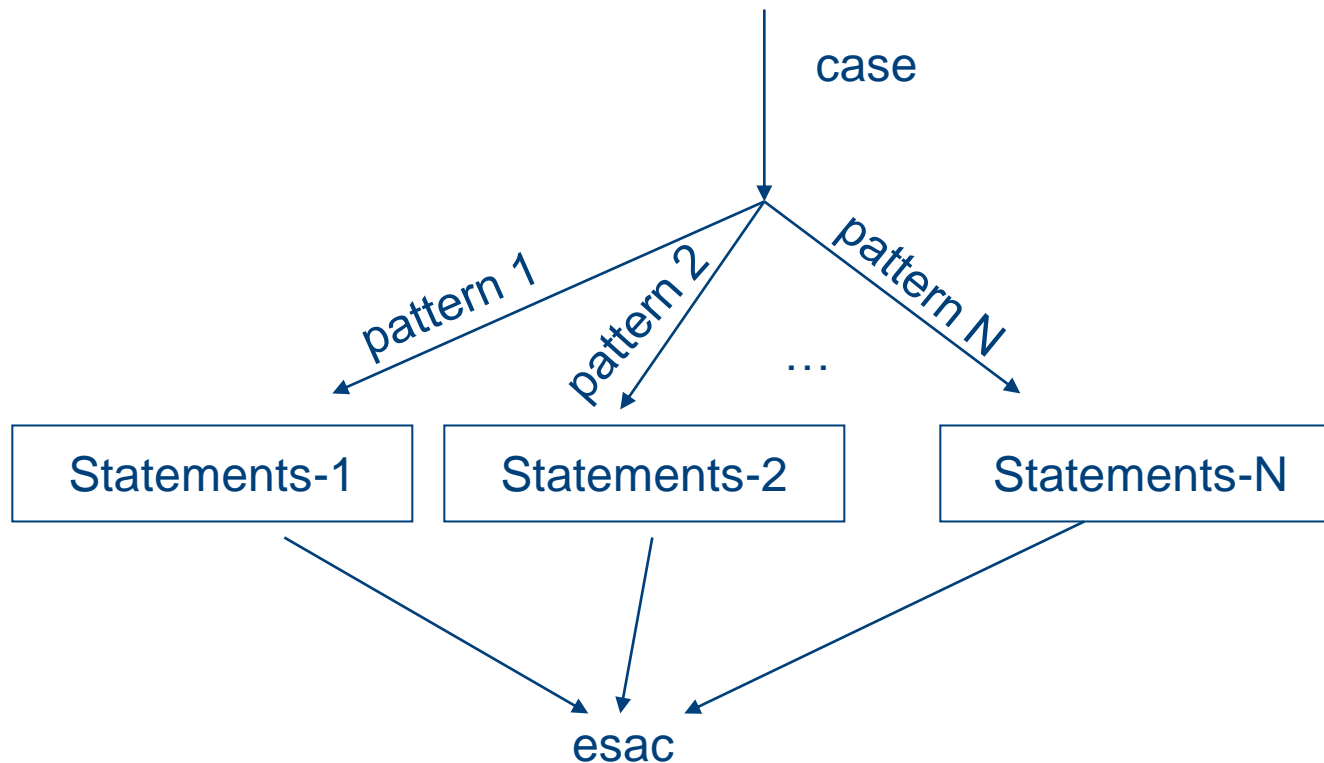 case
pattern 1
pattern 2
…
pattern N
Statements-1
Statements-2
Statements-N
esac